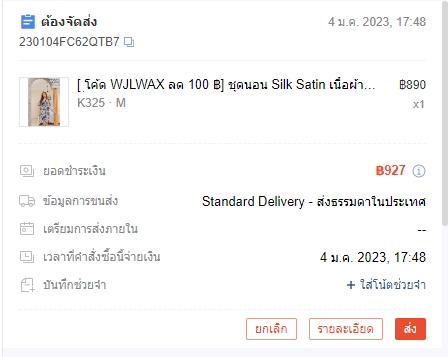 ต้องจัดส่ง
4 ม.ค. 2023, 17:48
230104FC62QTB7
[ ุโค้ด WJLWAX ลด 100 ฿] ชุดนอน Silk Satin เนื้อผ้า…
฿890
K325 · M
x1
ยอดชำระเงิน
฿927
ข้อมูลการขนส่ง
Standard Delivery - ส่งธรรมดาในประเทศ
เตรียมการส่งภายใน
--
เวลาที่คำสั่งซื้อนี้จ่ายเงิน
4 ม.ค. 2023, 17:48
บันทึกช่วยจำ
+ ใส่โน้ตช่วยจำ
ยกเลิก
รายละเอียด
ส่ง